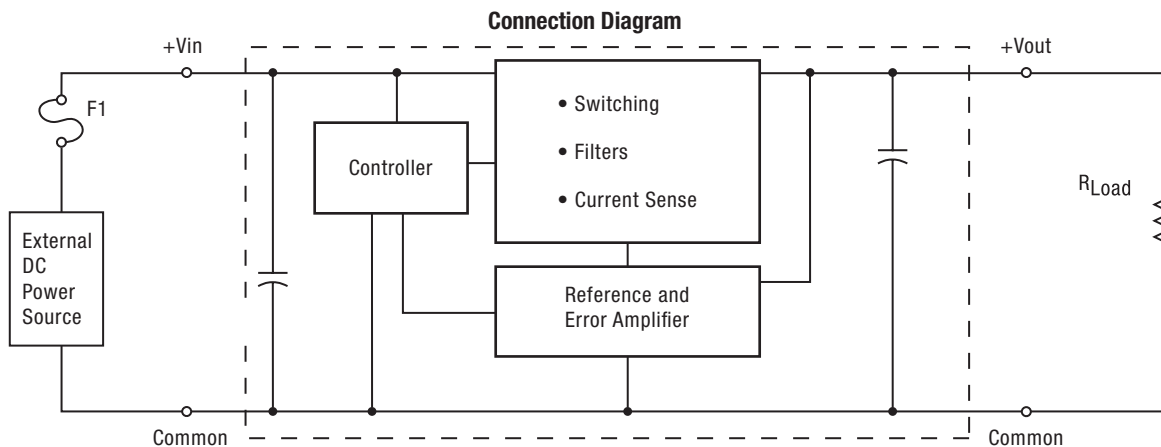 Connection Diagram
+Vin
+Vout
F1
• Switching
• Filters
• Current Sense
Controller
RLoad
External
DC
Power
Source
Reference and
Error Amplifier
Common
Common